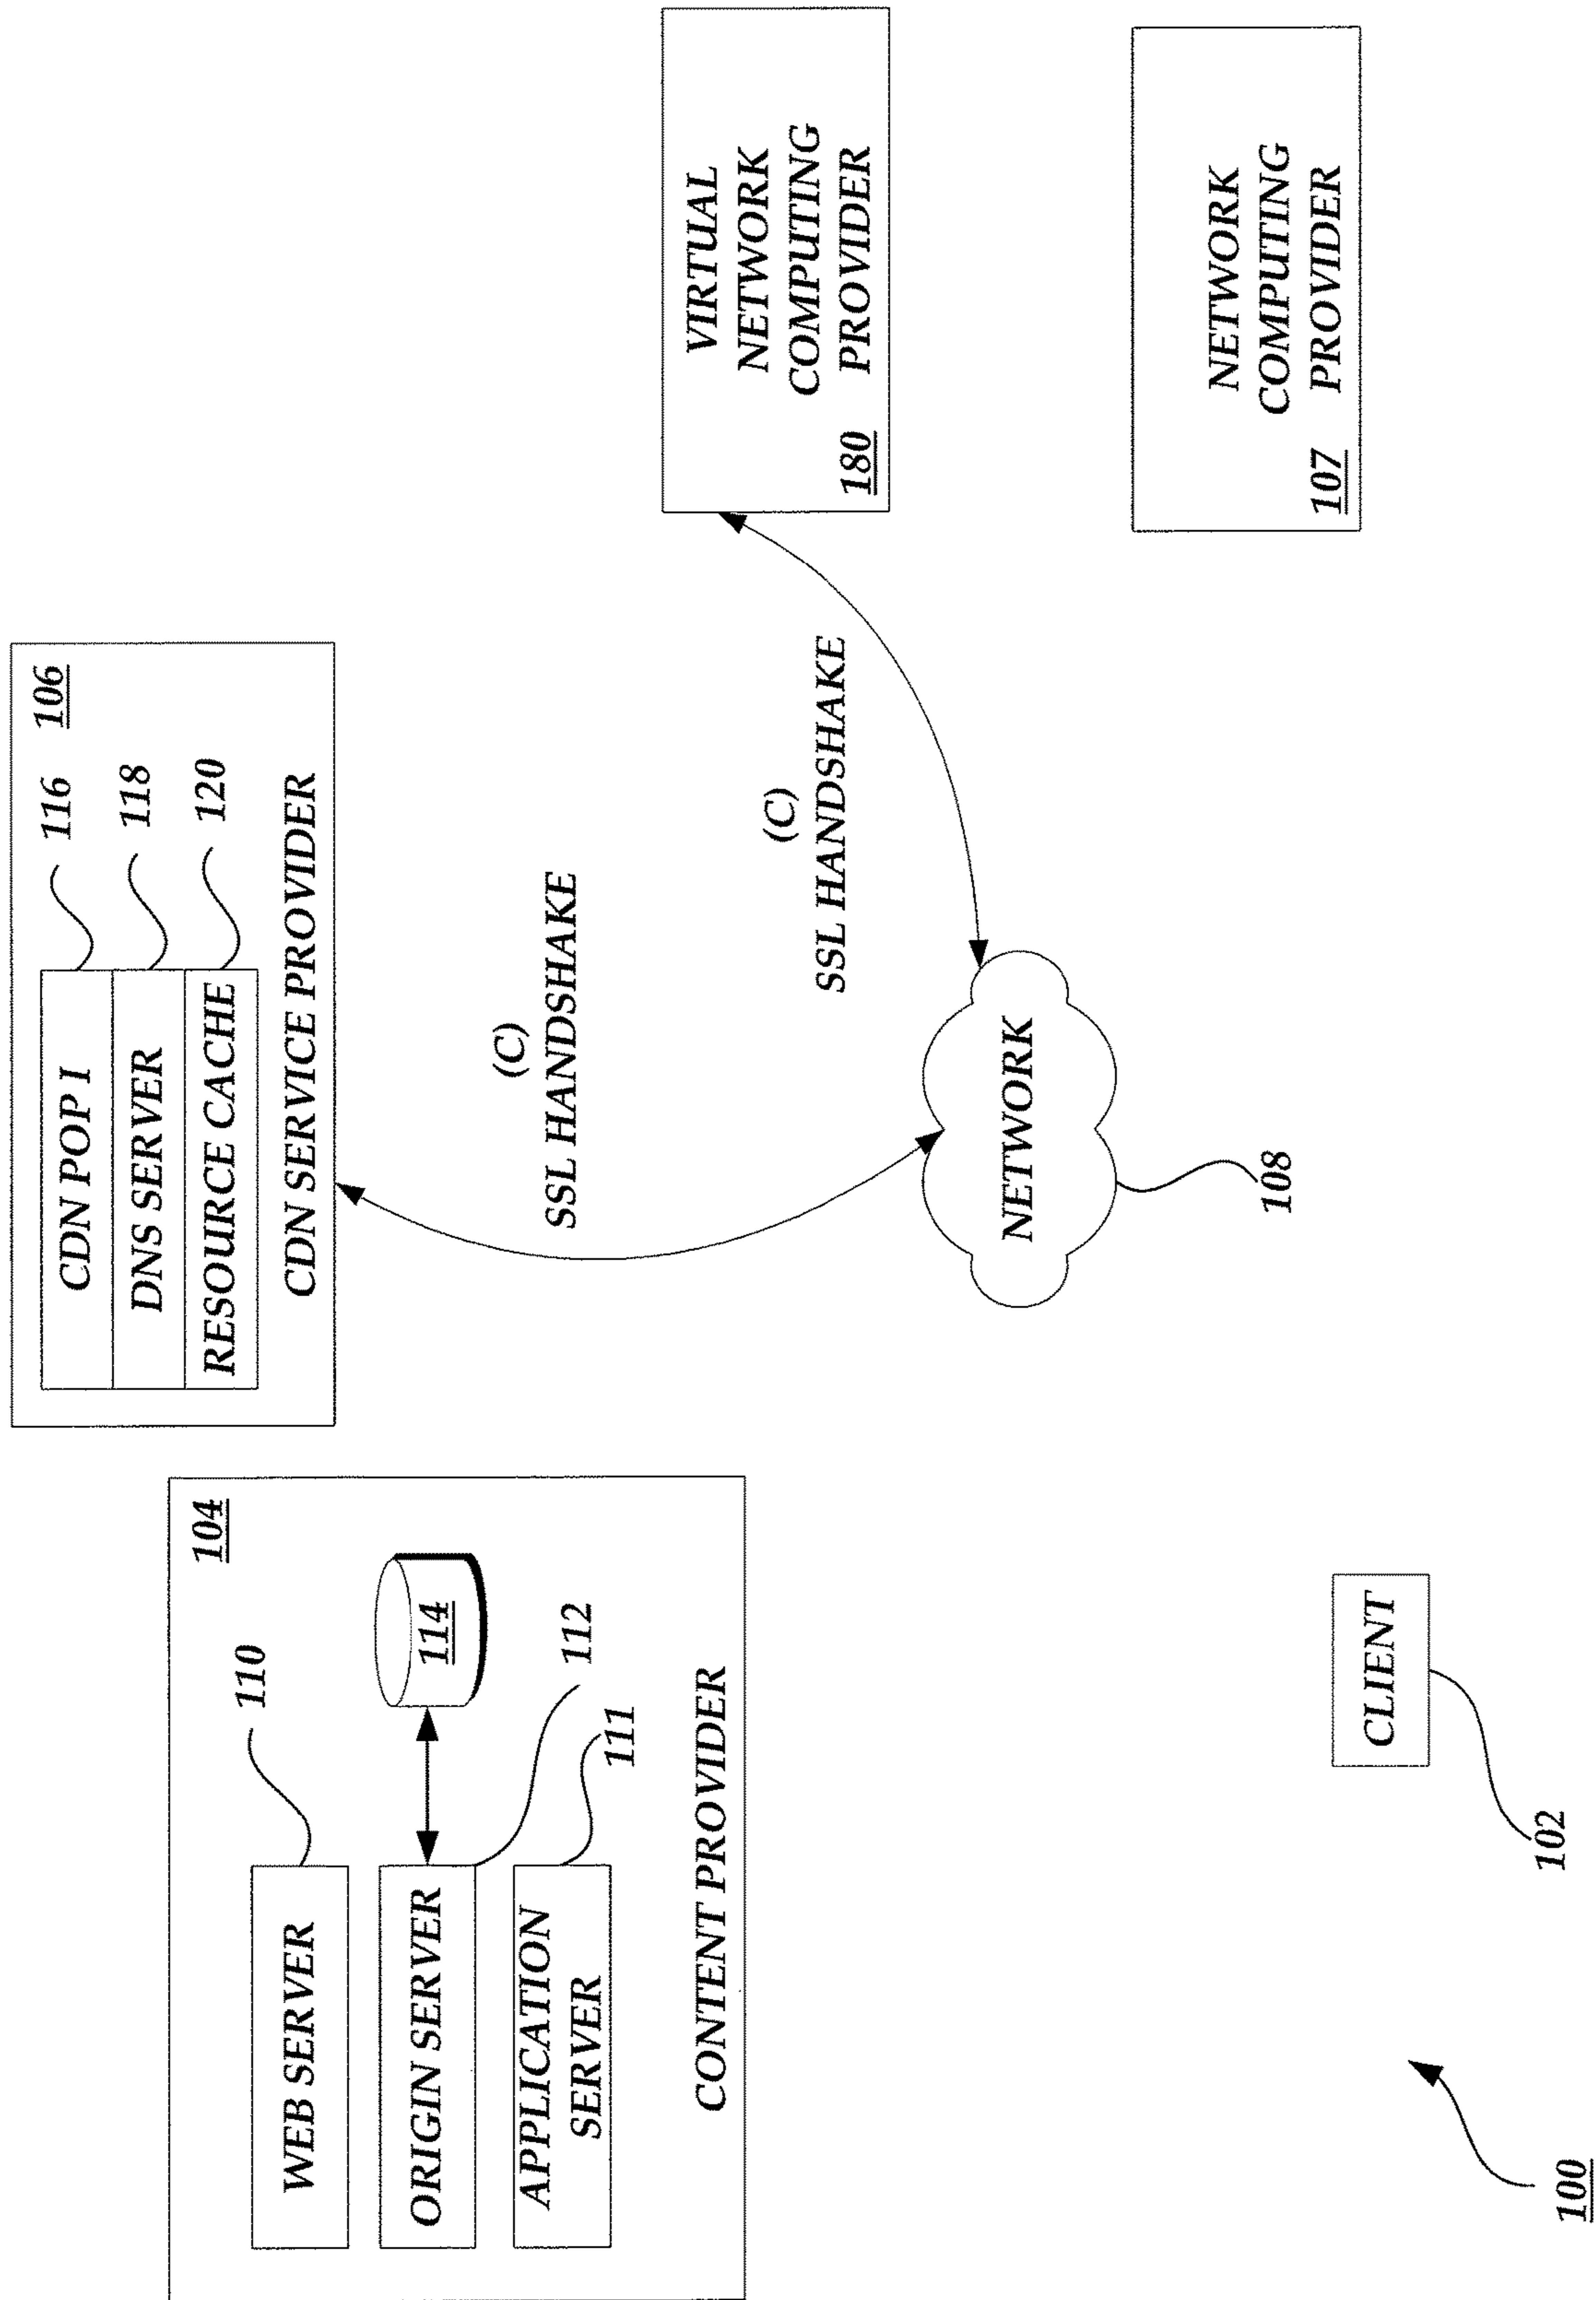 104
WEB SERVER
110
ORIGIN SERVER
114
112
APPLICATION
SERVER
111
CONTENT PROVIDER
106
CDN POP 1
116
DNS SERVER
118
RESOURCE CACHE
120
CDN SERVICE PROVIDER
(C)
SSL HANDSHAKE
(C)
SSL HANDSHAKE
VIRTUAL
NETWORK
COMPUTING
PROVIDER
180
NETWORK
108
NETWORK
COMPUTING
PROVIDER
107
CLIENT
102
100